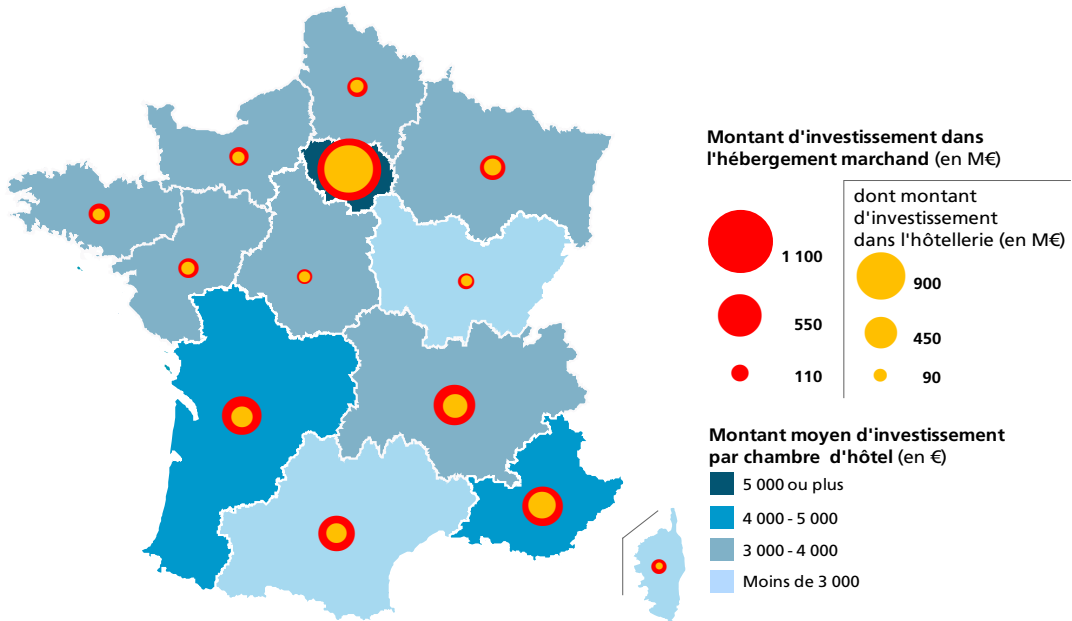 Montant d'investissement dans
l'hébergement marchand (en M€)
1 100
550
110
dont montant
d'investissement
dans l'hôtellerie (en M€)
900
450
90
Montant moyen d'investissement
par chambre d'hôtel (en €)
5 000 ou plus
4 000 - 5 000
3 000 - 4 000
Moins de 3 000